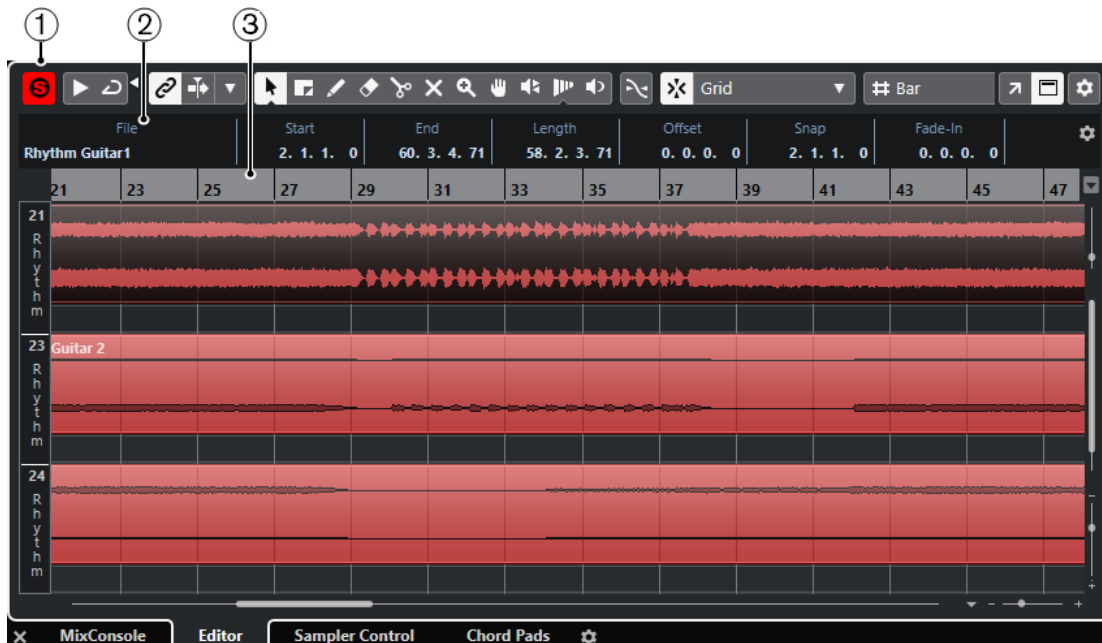 1 2 3
S Grid Bar
File Start End Length Offset Snap Fade-In
Rhythm Guitar1 2. 1. 1. 0 60. 3. 4. 71 58. 2. 3. 71 0. 0. 0. 0 2. 1. 1. 0 0. 0. 0. 0
21 23 25 27 29 31 33 35 37 39 41 43 45 47
21
R
h
y
t
h
m
23 Guitar 2
R
h
y
t
h
m
24
R
h
y
t
h
m
MixConsole Editor Sampler Control Chord Pads